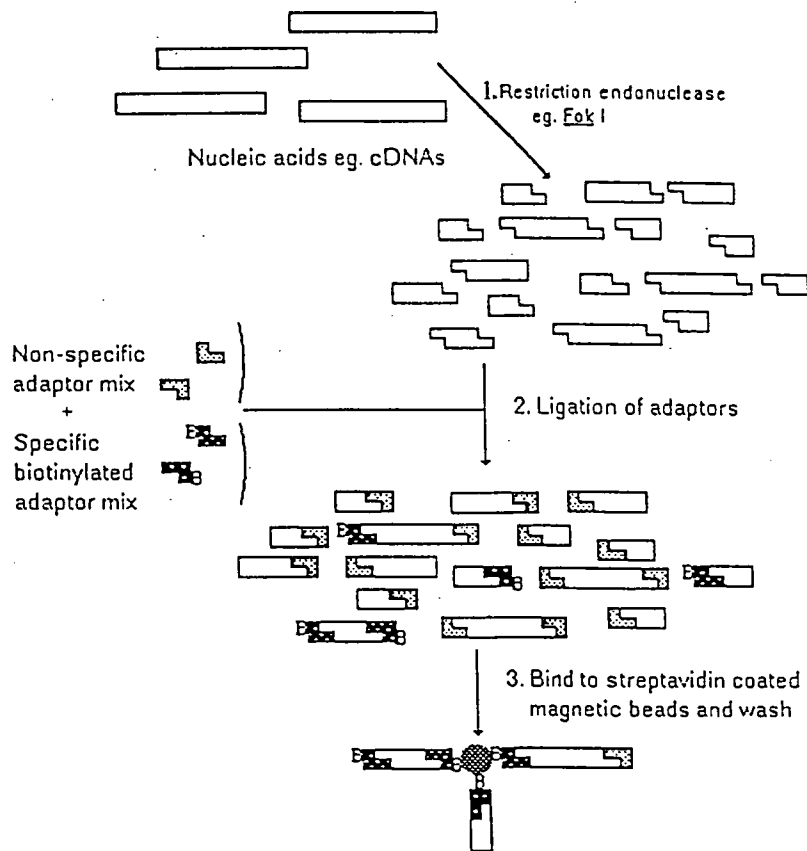 1. Restriction endonuclease
eg. Fok I
Nucleic acids eg. cDNAs
Non-specific
adaptor mix
+
Specific
biotinylated
adaptor mix
2. Ligation of adaptors
B
B
B
B
B
B
B
3. Bind to streptavidin coated
magnetic beads and wash
B
B
B
B